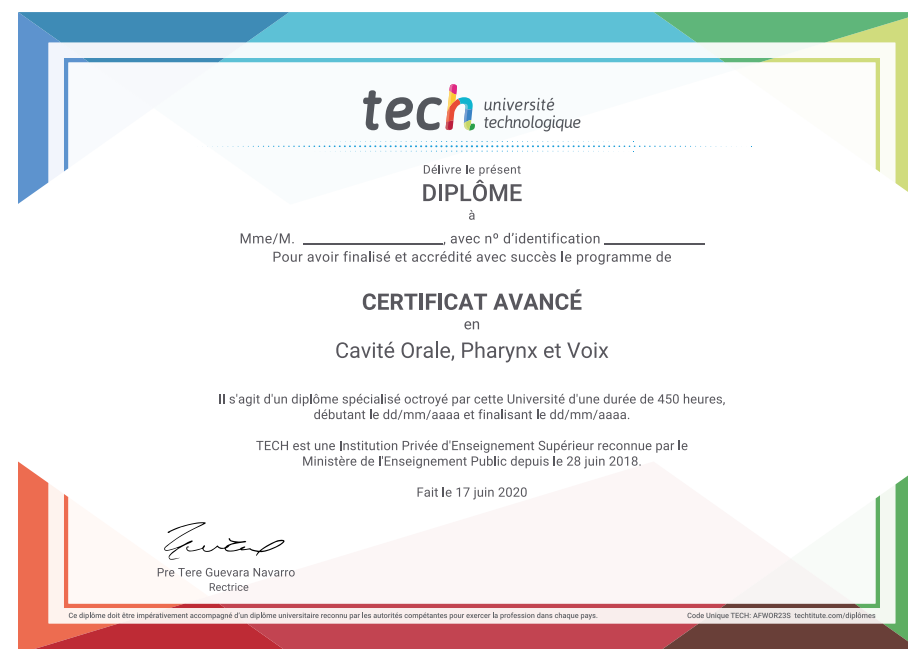 tech université
technologique
Délivre le présent
DIPLÔME
à
Mme/M. ____________________, avec nº d'identification ______________
Pour avoir finalisé et accrédité avec succès le programme de
CERTIFICAT AVANCÉ
en
Cavité Orale, Pharynx et Voix
Il s'agit d'un diplôme spécialisé octroyé par cette Université d'une durée de 450 heures,
débutant le dd/mm/aaaa et finalisant le dd/mm/aaaa.
TECH est une Institution Privée d'Enseignement Supérieur reconnue par le
Ministère de l'Enseignement Public depuis le 28 juin 2018.
Fait le 17 juin 2020
Pre Tere Guevara Navarro
Rectrice
Ce diplôme doit être impérativement accompagné d'un diplôme universitaire reconnu par les autorités compétantes pour exercer la profession dans chaque pays. Code Unique TECH: AFWOR23S techtitute.com/diplômes